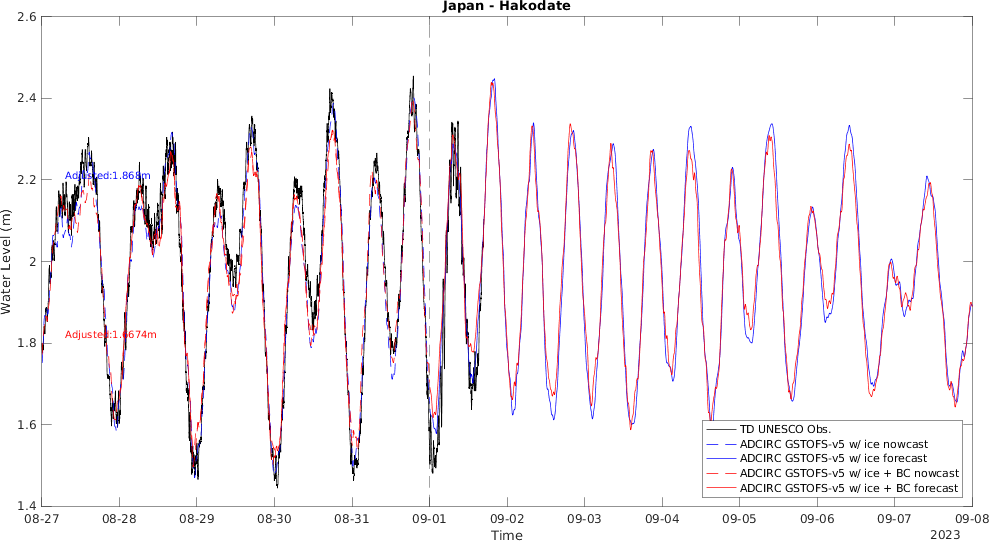 Japan - Hakodate
2.6
2.4
2.2
2
1.8
1.6
1.4
Water Level (m)
Adjusted:1.868m
Adjusted:1.6674m
TD UNESCO Obs.
ADCIRC GSTOFS-v5 w/ ice nowcast
ADCIRC GSTOFS-v5 w/ ice forecast
ADCIRC GSTOFS-v5 w/ ice + BC nowcast
ADCIRC GSTOFS-v5 w/ ice + BC forecast
08-27 08-28 08-29 08-30 08-31 09-01 09-02 09-03 09-04 09-05 09-06 09-07 09-08
Time
2023